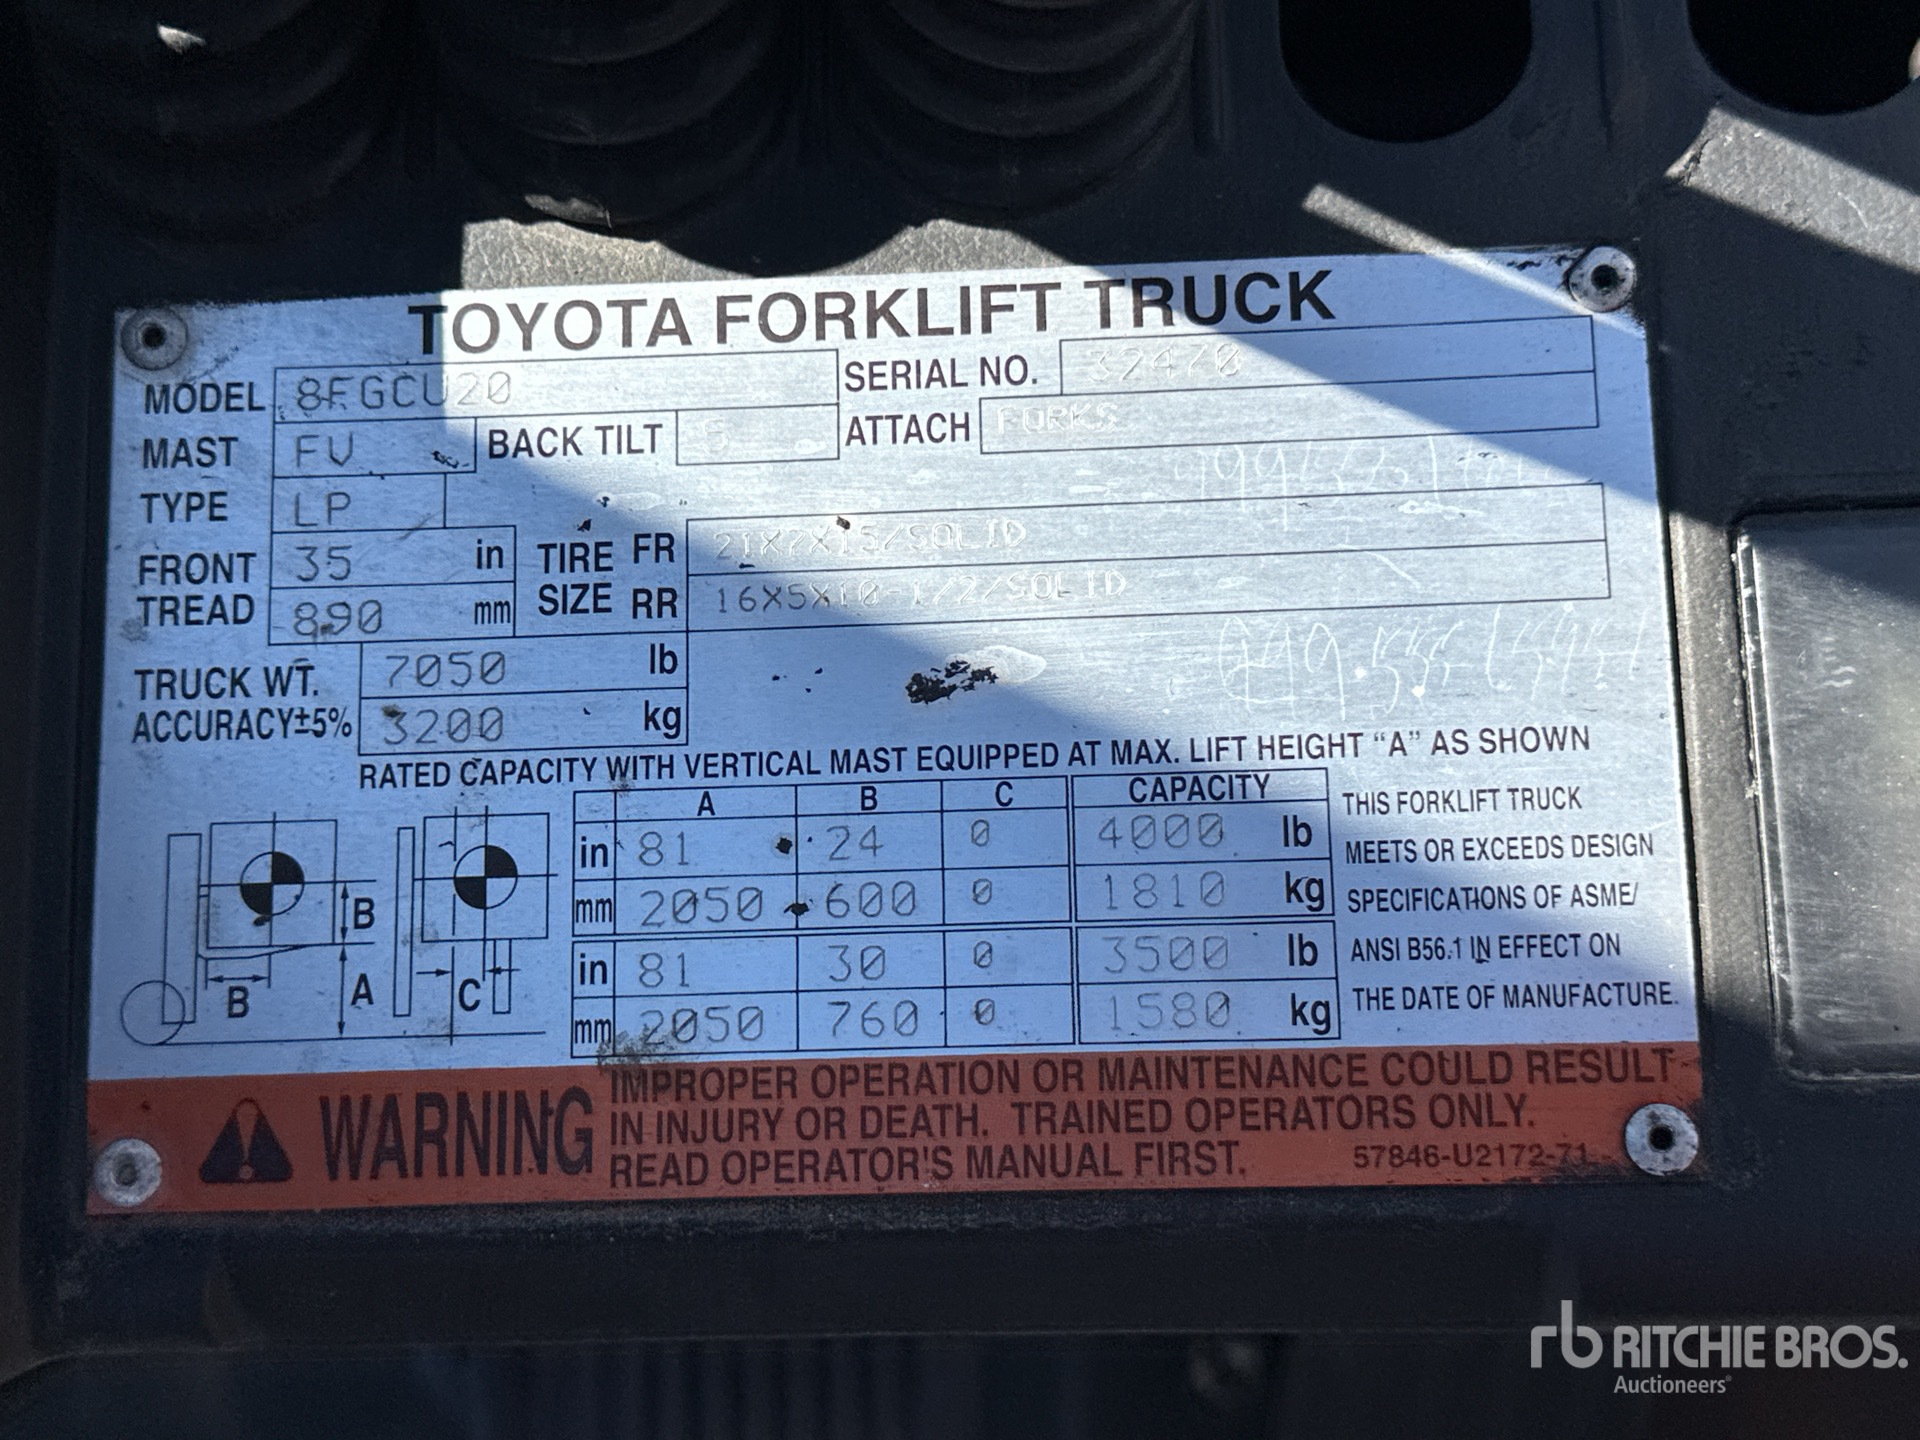 TOYOTA FORKLIFT TRUCK
MODEL 8FGCU20 SERIAL NO. 32470
MAST FV BACK TILT 5 ATTACH FORKS
TYPE LP
FRONT TREAD 35 in 890 mm
TIRE SIZE FR 21X7X15/SOLID
RR 16X5X10-1/2/SOLID
TRUCK WT. 7050 lb
ACCURACY±5% 3200 kg
RATED CAPACITY WITH VERTICAL MAST EQUIPPED AT MAX. LIFT HEIGHT "A" AS SHOWN
A B C CAPACITY
in 81 24 0 4000 lb
mm 2050 600 0 1810 kg
in 81 30 0 3500 lb
mm 2050 760 0 1580 kg
B
B A C
THIS FORKLIFT TRUCK
MEETS OR EXCEEDS DESIGN
SPECIFICATIONS OF ASME/
ANSI B56.1 IN EFFECT ON
THE DATE OF MANUFACTURE.
WARNING
IMPROPER OPERATION OR MAINTENANCE COULD RESULT
IN INJURY OR DEATH. TRAINED OPERATORS ONLY.
READ OPERATOR'S MANUAL FIRST. 57846-U2172-71
rb RITCHIE BROS.
Auctioneers®